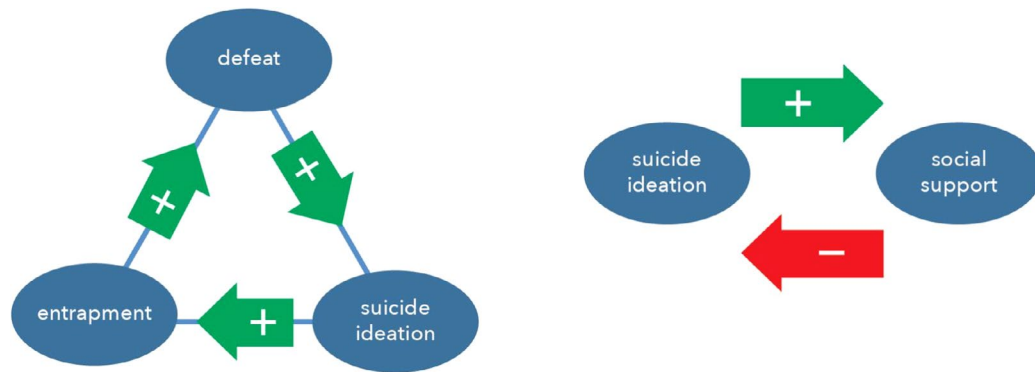 defeat
+
+
entrapment
+
suicide
ideation
+
suicide
ideation
social
support
−